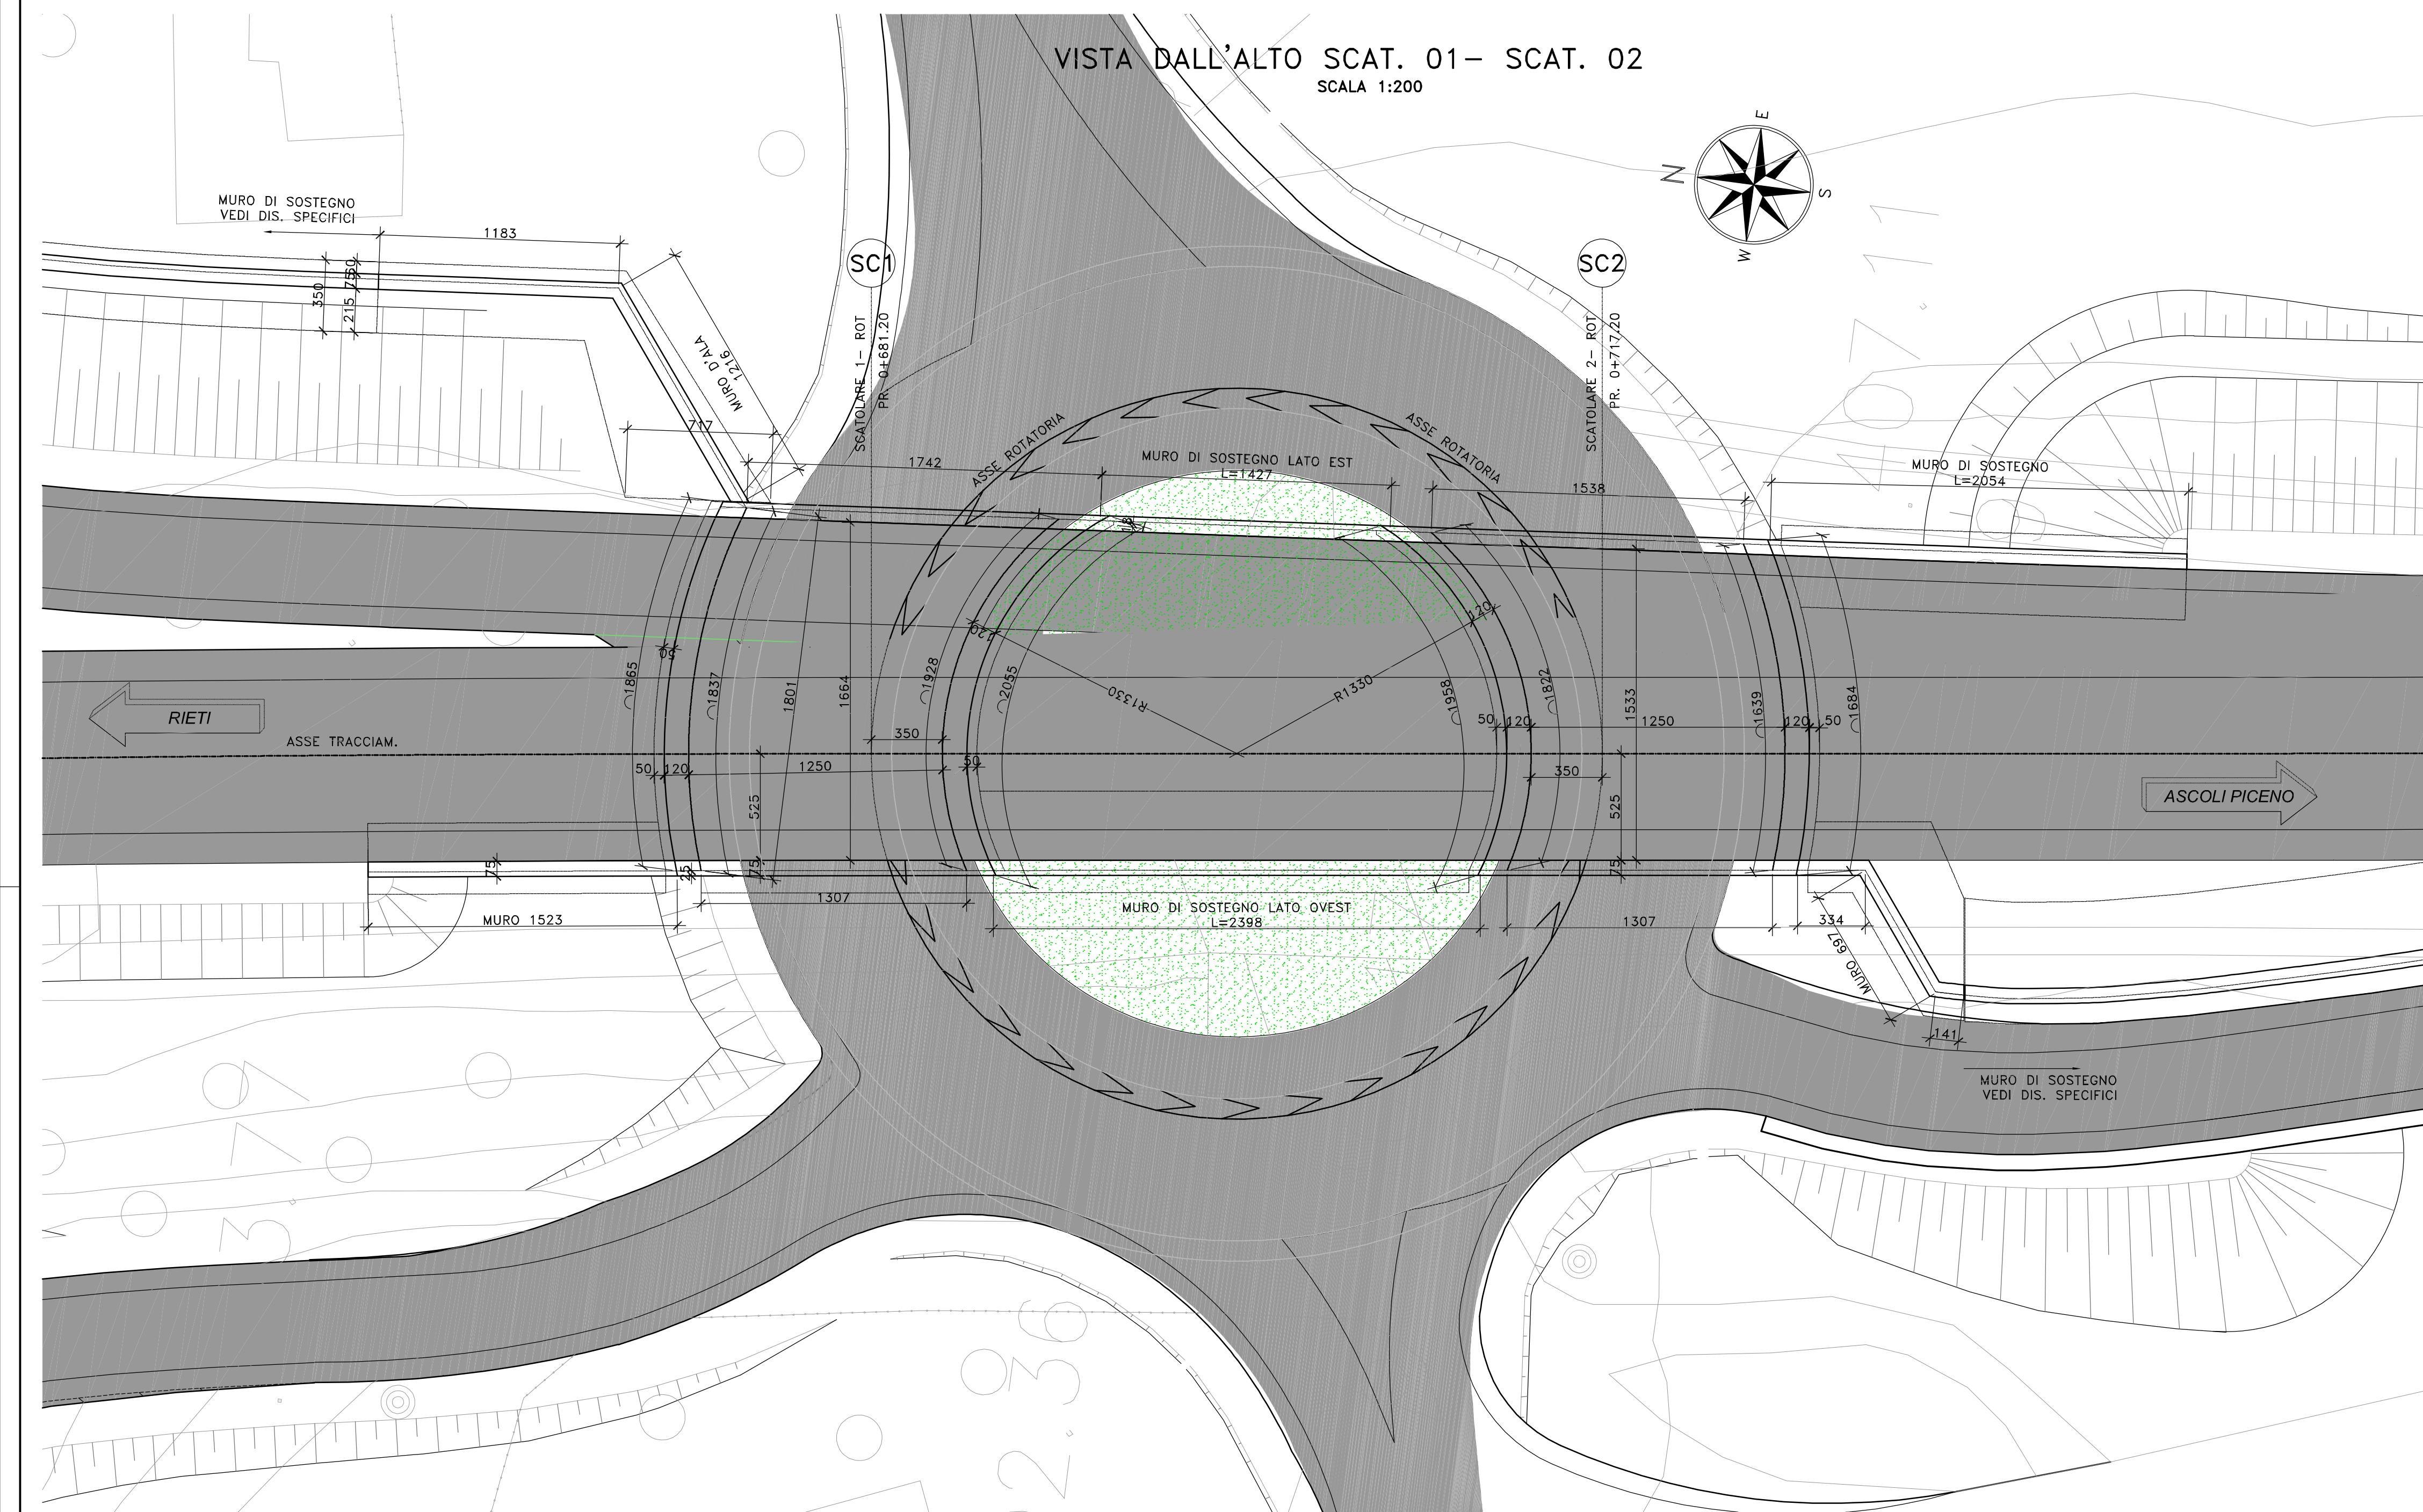 VISTA DALL'ALTO SCAT. 01- SCAT. 02
SCALA 1:200
E
N
S
W
MURO DI SOSTEGNO
VEDI DIS. SPECIFICI
1183
350
60
75
215
MURO D'ALA
1216
717
SC1
SCATOLARE 1- ROT
PR. 0+681.20
SC2
SCATOLARE 2- ROT
PR. 0+717.20
ASSE ROTATORIA
ASSE ROTATORIA
1742
MURO DI SOSTEGNO LATO EST
L=1427
1538
MURO DI SOSTEGNO
L=2054
18
120
120
50
1865
1837
1801
1664
1928
2055
R1330
R1330
1958
1822
1533
1639
1684
RIETI
ASSE TRACCIAM.
350
50
120
1250
50
50
120
1250
120
50
350
525
525
ASCOLI PICENO
75
25
75
75
1307
MURO 1523
MURO DI SOSTEGNO LATO OVEST
L=2398
1307
334
MURO 697
141
MURO DI SOSTEGNO
VEDI DIS. SPECIFICI